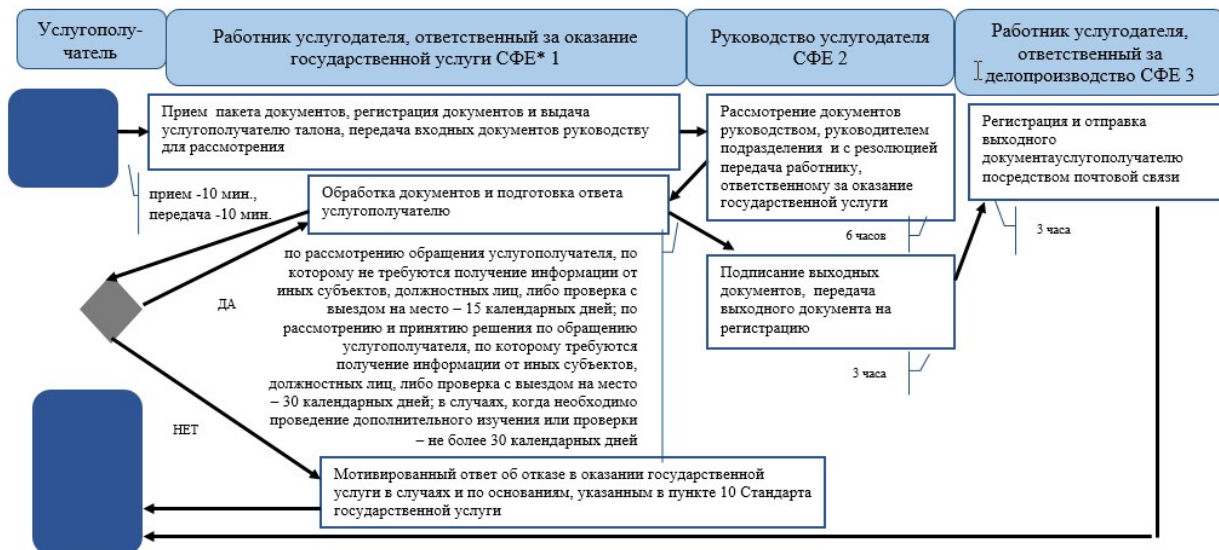 Услугополу-
чатель
Работник услугодателя, ответственный за оказание
государственной услуги СФЕ* 1
Руководство услугодателя
СФЕ 2
Работник услугодателя,
ответственный за
делопроизводство СФЕ 3
Прием пакета документов, регистрация документов и выдача
услугополучателю талона, передача входных документов руководству
для рассмотрения
Рассмотрение документов
руководством, руководителем
подразделения и с резолюцией
передача работнику,
ответственному за оказание
государственной услуги
Регистрация и отправка
выходного
документауслугополучателю
посредством почтовой связи
прием -10 мин.,
передача -10 мин.
Обработка документов и подготовка ответа
услугополучателю
6 часов
3 часа
по рассмотрению обращения услугополучателя, по
которому не требуются получение информации от
иных субъектов, должностных лиц, либо проверка с
выездом на место – 15 календарных дней; по
рассмотрению и принятию решения по обращению
услугополучателя, по которому требуются
получение информации от иных субъектов,
должностных лиц, либо проверка с выездом на место
– 30 календарных дней; в случаях, когда необходимо
проведение дополнительного изучения или проверки
– не более 30 календарных дней
Подписание выходных
документов, передача
выходного документа на
регистрацию
3 часа
ДА
НЕТ
Мотивированный ответ об отказе в оказании государственной
услуги в случаях и по основаниям, указанным в пункте 10 Стандарта
государственной услуги